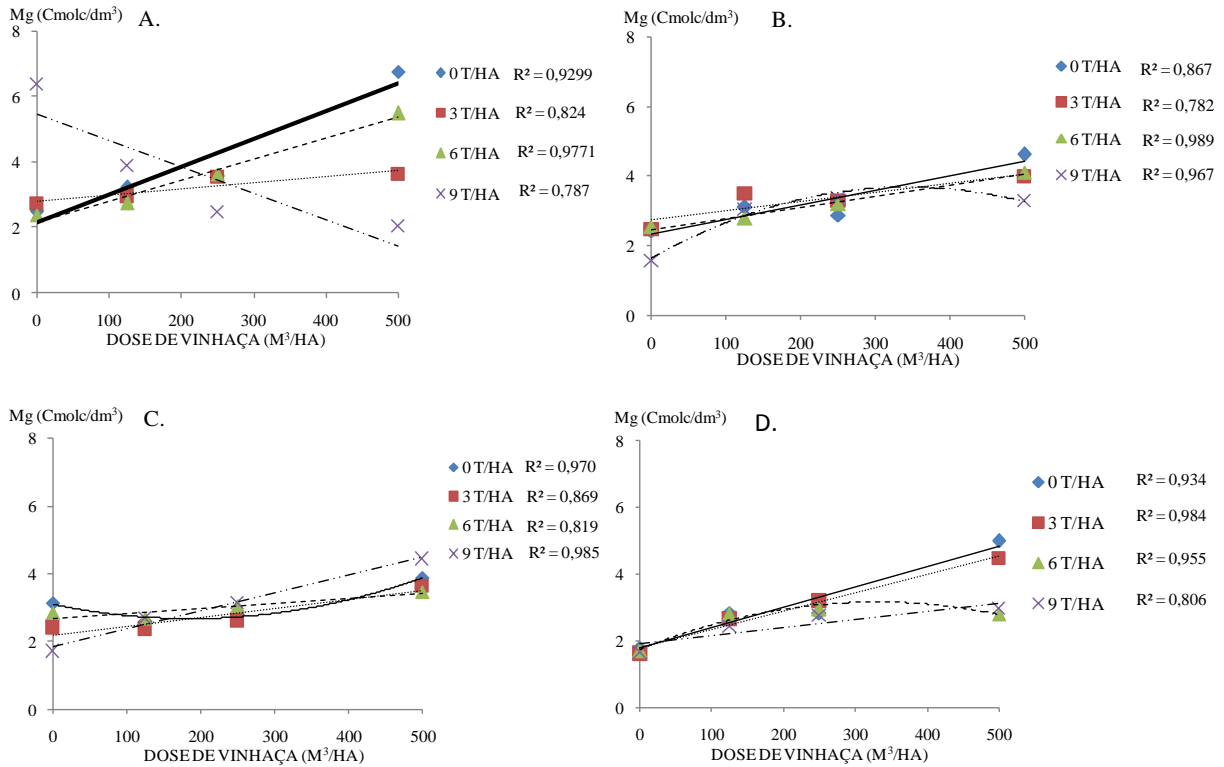 Mg (Cmolc/dm³) A.
8
6
4
2
0
0 100 200 300 400 500
DOSE DE VINHAÇA (M³/HA)
0 T/HA R² = 0,9299
3 T/HA R² = 0,824
6 T/HA R² = 0,9771
9 T/HA R² = 0,787
Mg (Cmolc/dm³) B.
8
6
4
2
0
0 100 200 300 400 500
DOSE DE VINHAÇA (M³/HA)
0 T/HA R² = 0,867
3 T/HA R² = 0,782
6 T/HA R² = 0,989
9 T/HA R² = 0,967
Mg (Cmolc/dm³) C.
8
6
4
2
0
0 100 200 300 400 500
DOSE DE VINHAÇA (M³/HA)
0 T/HA R² = 0,970
3 T/HA R² = 0,869
6 T/HA R² = 0,819
9 T/HA R² = 0,985
Mg (Cmolc/dm³) D.
8
6
4
2
0
0 100 200 300 400 500
DOSE DE VINHAÇA (M³/HA)
0 T/HA R² = 0,934
3 T/HA R² = 0,984
6 T/HA R² = 0,955
9 T/HA R² = 0,806